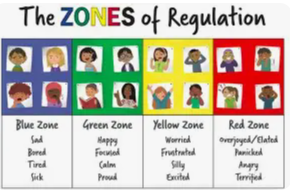 The ZONES of Regulation
Blue Zone
Sad
Bored
Tired
Sick
Green Zone
Happy
Focused
Calm
Proud
Yellow Zone
Worried
Frustrated
Silly
Excited
Red Zone
Overjoyed/Elated
Panicked
Angry
Terrified